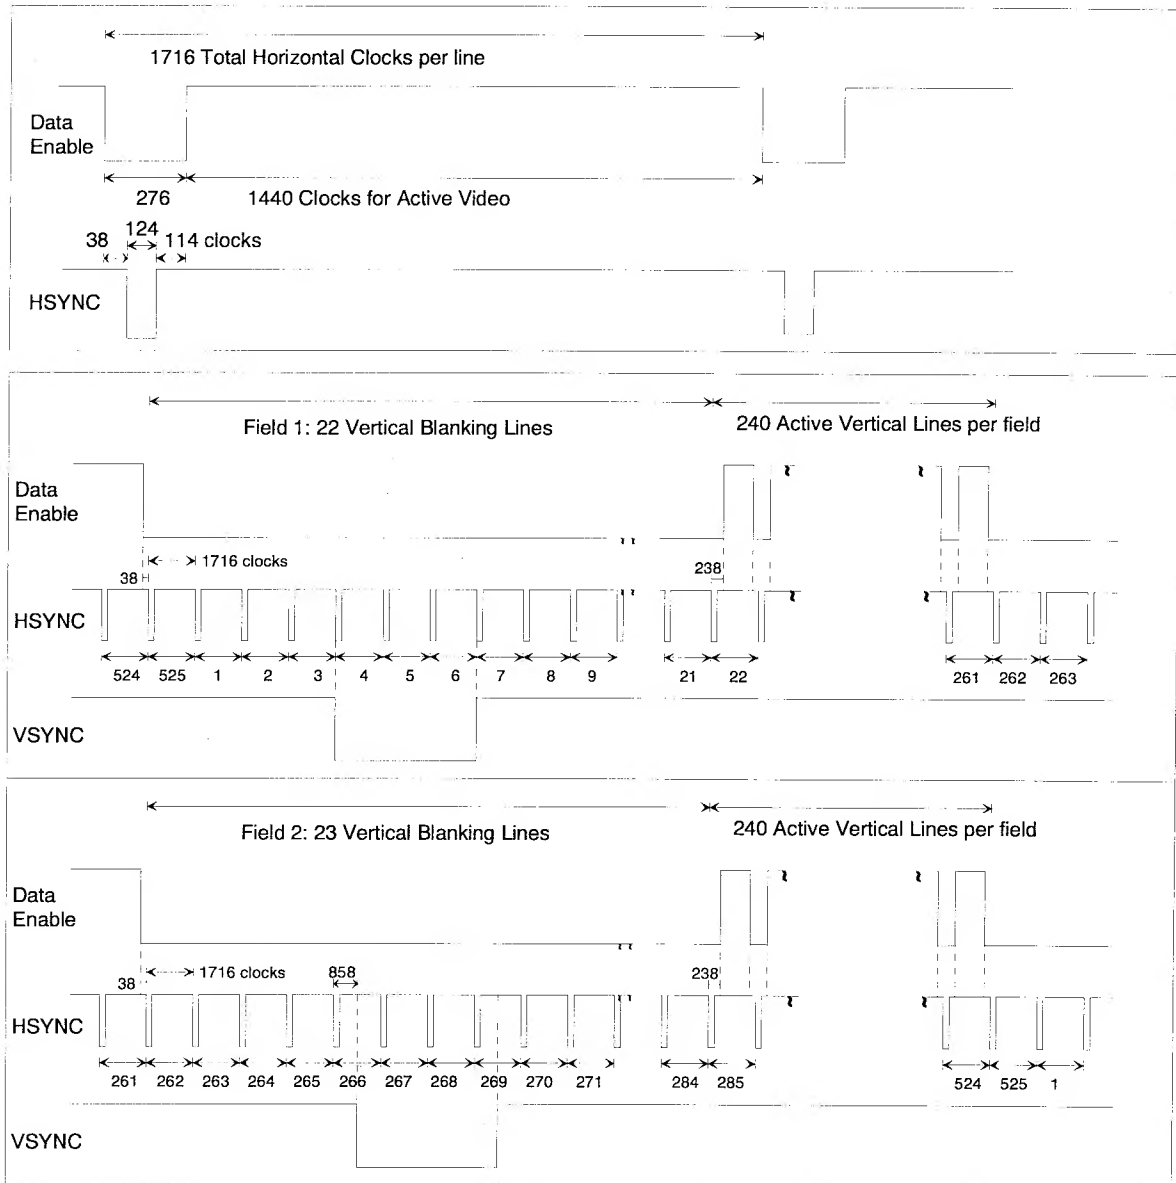 1716 Total Horizontal Clocks per line
Data
Enable
276
1440 Clocks for Active Video
124
38
114 clocks
HSYNC
Field 1: 22 Vertical Blanking Lines
240 Active Vertical Lines per field
Data
Enable
1716 clocks
38
238
HSYNC
524 525 1 2 3 4 5 6 7 8 9 21 22 261 262 263
VSYNC
Field 2: 23 Vertical Blanking Lines
240 Active Vertical Lines per field
Data
Enable
38
1716 clocks
858
238
HSYNC
261 262 263 264 265 266 267 268 269 270 271 284 285 524 525 1
VSYNC